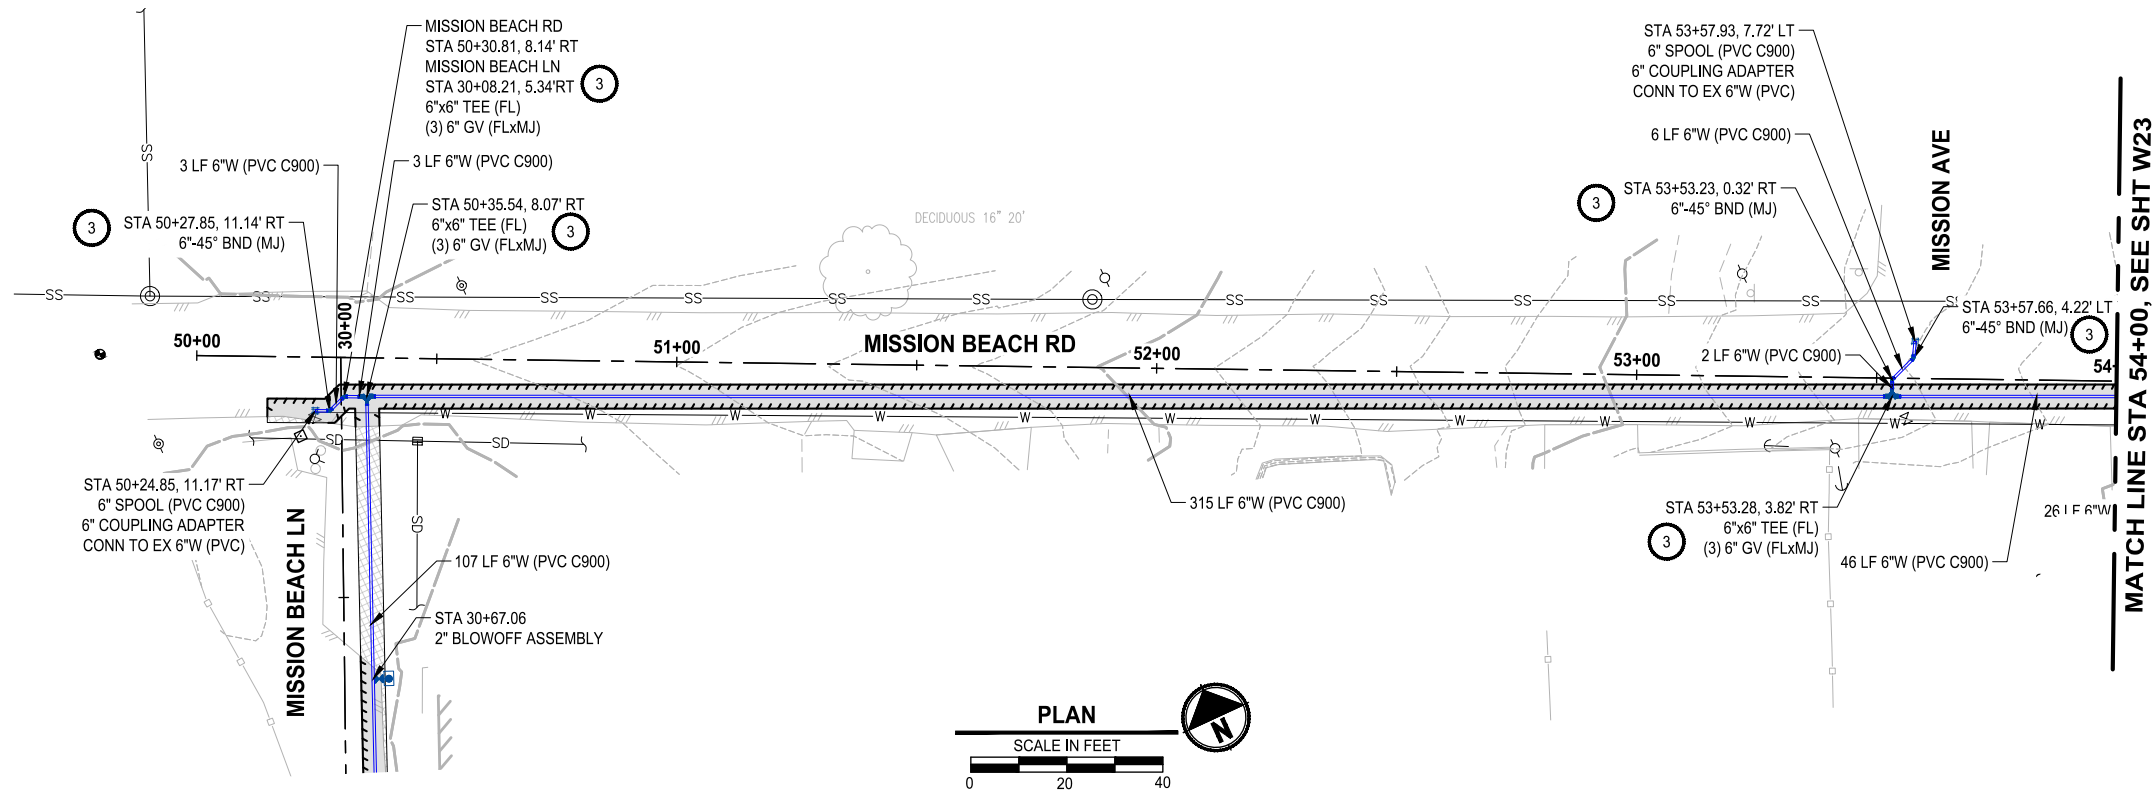 MISSION BEACH RD
STA 50+30.81, 8.14' RT
MISSION BEACH LN
STA 30+08.21, 5.34'RT
6"x6" TEE (FL)
(3) 6" GV (FLxMJ)
3
3 LF 6"W (PVC C900)
3 LF 6"W (PVC C900)
3
STA 50+27.85, 11.14' RT
6"-45° BND (MJ)
STA 50+35.54, 8.07' RT
6"x6" TEE (FL)
(3) 6" GV (FLxMJ)
3
DECIDUOUS 16" 20'
STA 53+57.93, 7.72' LT
6" SPOOL (PVC C900)
6" COUPLING ADAPTER
CONN TO EX 6"W (PVC)
6 LF 6"W (PVC C900)
3
STA 53+53.23, 0.32' RT
6"-45° BND (MJ)
MISSION AVE
STA 53+57.66, 4.22' LT
6"-45° BND (MJ)
3
2 LF 6"W (PVC C900)
SS
SS SS SS SS SS SS SS SS SS SS SS SS SS
50+00
30+00
51+00
MISSION BEACH RD
52+00
53+00
54
W W W W W W W W W W W
SD SD
SD
STA 50+24.85, 11.17' RT
6" SPOOL (PVC C900)
6" COUPLING ADAPTER
CONN TO EX 6"W (PVC)
MISSION BEACH LN
107 LF 6"W (PVC C900)
STA 30+67.06
2" BLOWOFF ASSEMBLY
315 LF 6"W (PVC C900)
STA 53+53.28, 3.82' RT
6"x6" TEE (FL)
(3) 6" GV (FLxMJ)
3
46 LF 6"W (PVC C900)
26 LF 6"W
MATCH LINE STA 54+00, SEE SHT W23
PLAN
SCALE IN FEET
0 20 40
N